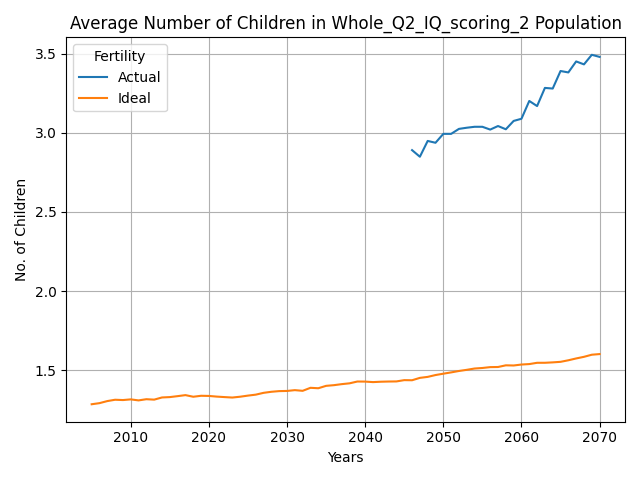 Average Number of Children in Whole_Q2_IQ_scoring_2 Population
Fertility
Actual
Ideal
3.5
3.0
2.5
2.0
1.5
No. of Children
2010 2020 2030 2040 2050 2060 2070
Years